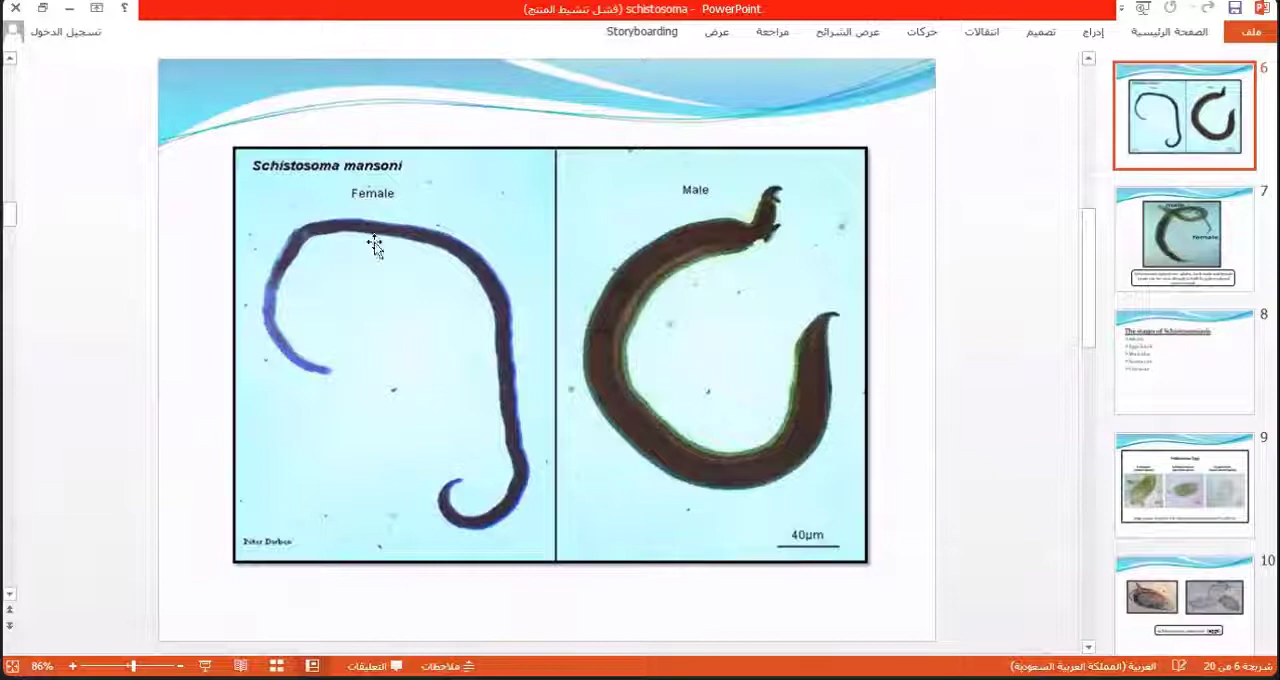 schistosoma - PowerPoint (فشل تنشيط المنتج)
ملف
الصفحة الرئيسية
إدراج
تصميم
انتقالات
حركات
عرض الشرائح
مراجعة
عرض
Storyboarding
تسجيل الدخول
Schistosoma mansoni
Female
Male
40µm
6
7
Female
8
The stages of Schistosomiasis
9
10
شريحة 6 من 20
العربية (المملكة العربية السعودية)
ملاحظات
التعليقات
86%